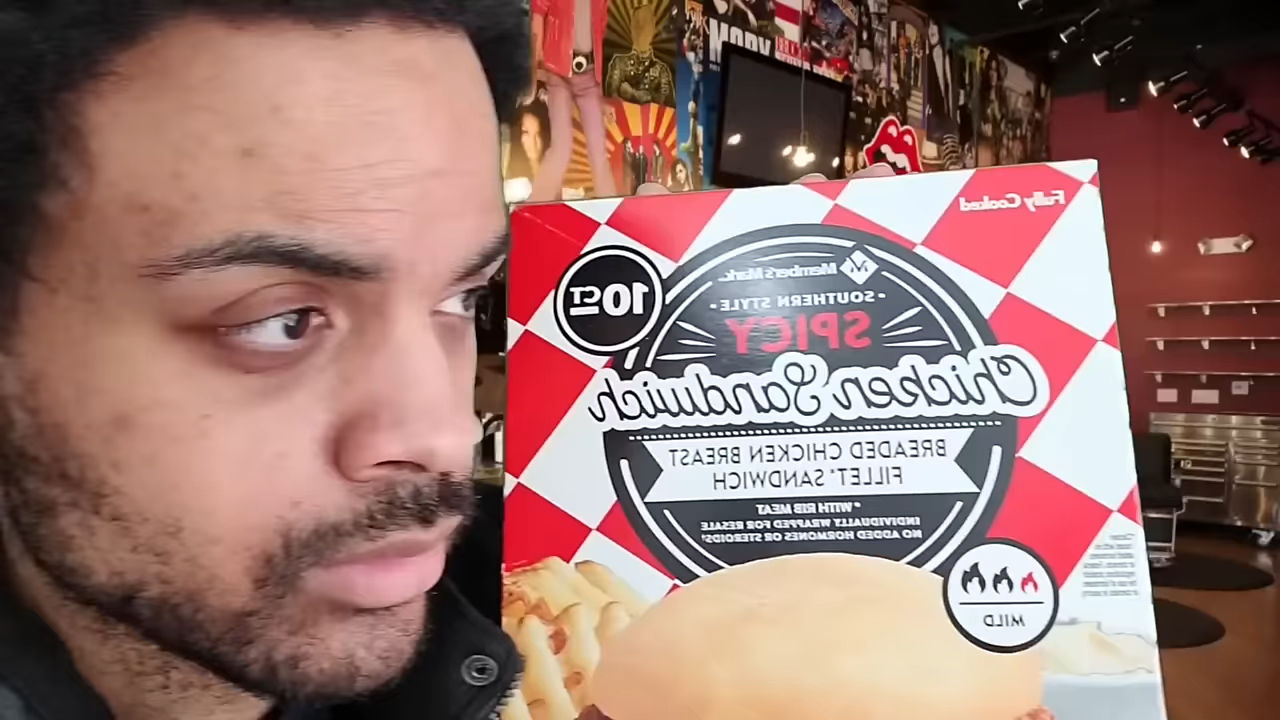 Fully Cooked
Member's Mark
10CT
- SOUTHERN STYLE -
SPICY
Chicken Sandwich
BREADED CHICKEN BREAST
FILLET* SANDWICH
*WITH RIB MEAT
INDIVIDUALLY WRAPPED FOR RESALE
NO ADDED HORMONES OR STEROIDS†
MILD